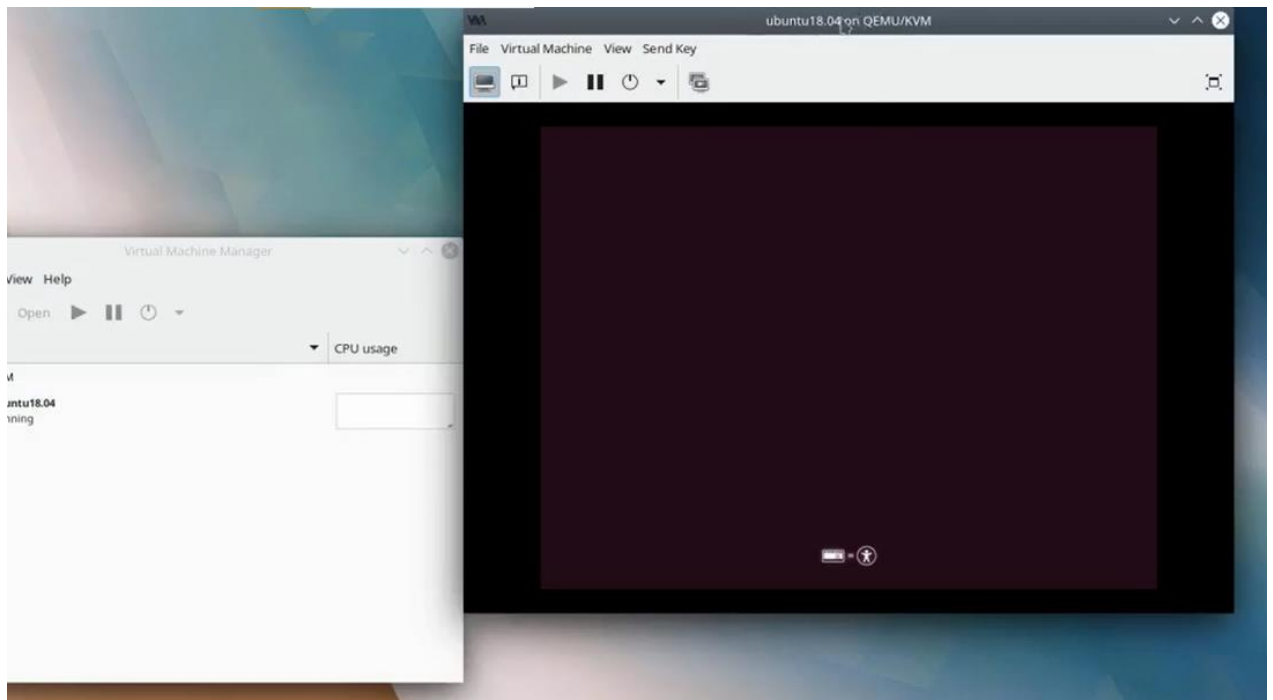 ubuntu18.04 on QEMU/KVM
File Virtual Machine View Send Key
Virtual Machine Manager
View Help
Open
CPU usage
M
untu18.04
nning